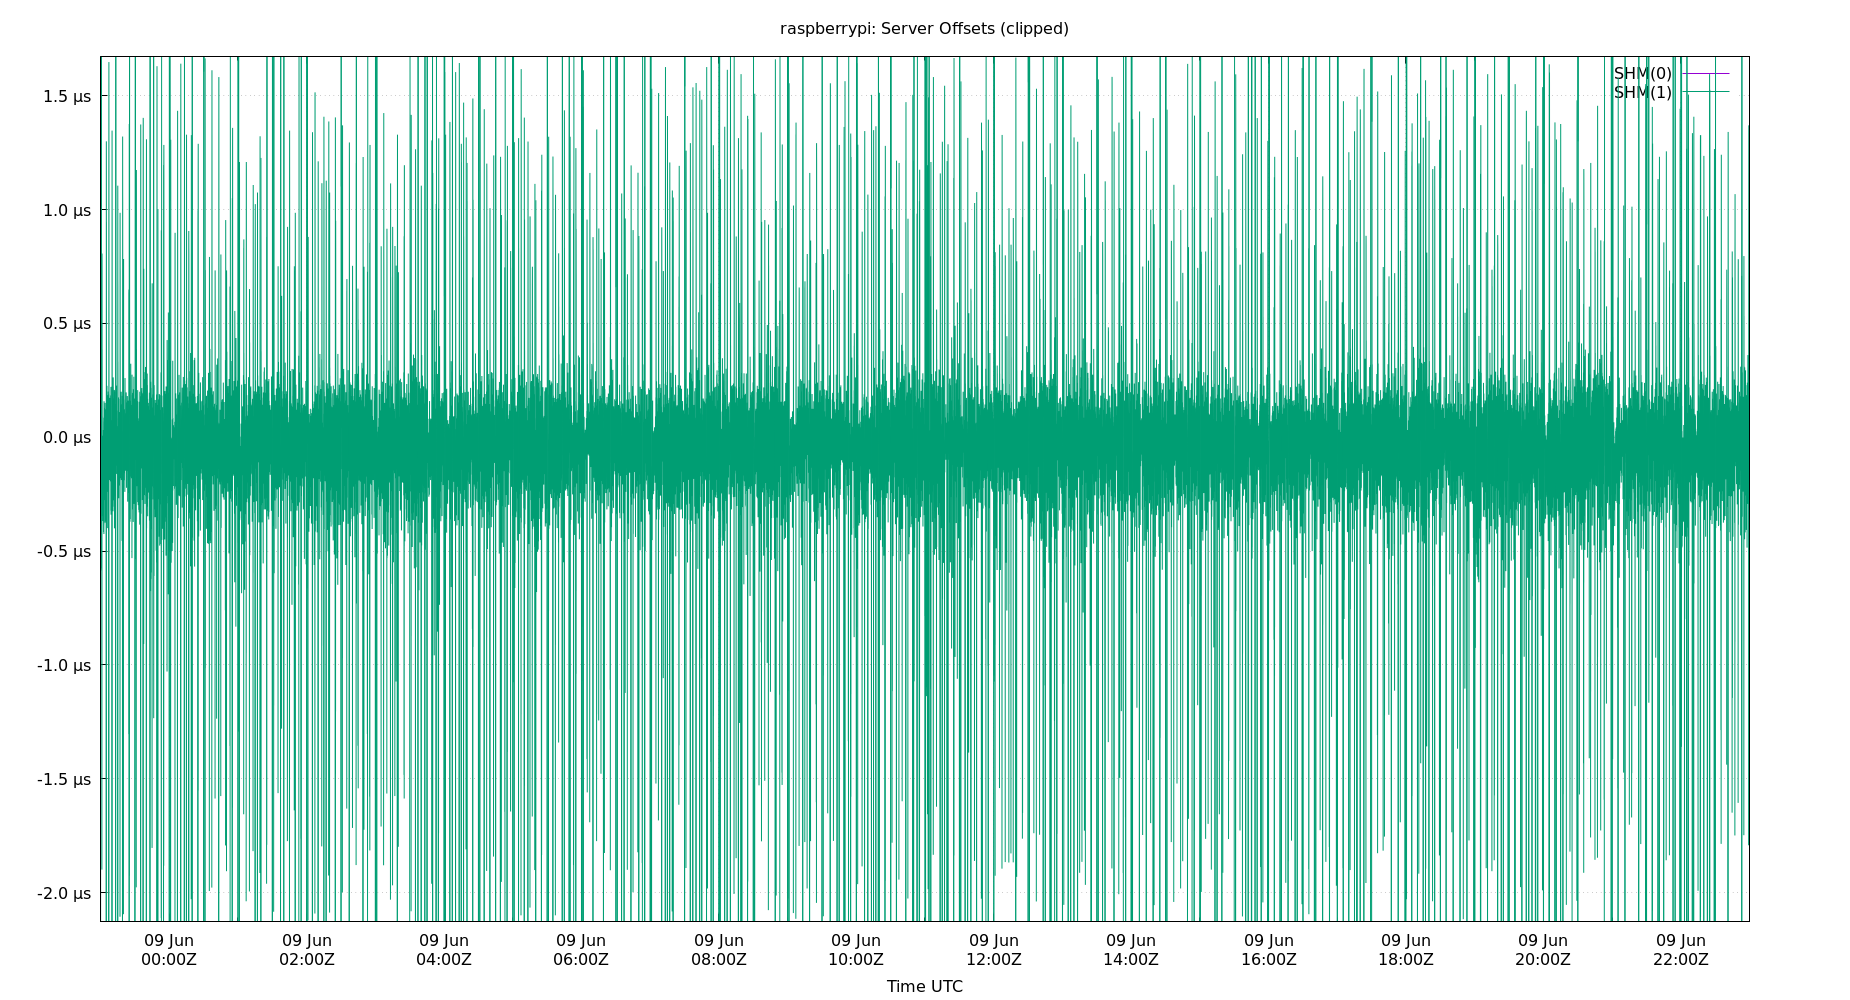 raspberrypi: Server Offsets (clipped)
SHM(0)
SHM(1)
1.5 µs
1.0 µs
0.5 µs
0.0 µs
-0.5 µs
-1.0 µs
-1.5 µs
-2.0 µs
09 Jun 09 Jun 09 Jun 09 Jun 09 Jun 09 Jun 09 Jun 09 Jun 09 Jun 09 Jun 09 Jun 09 Jun
00:00Z 02:00Z 04:00Z 06:00Z 08:00Z 10:00Z 12:00Z 14:00Z 16:00Z 18:00Z 20:00Z 22:00Z
Time UTC